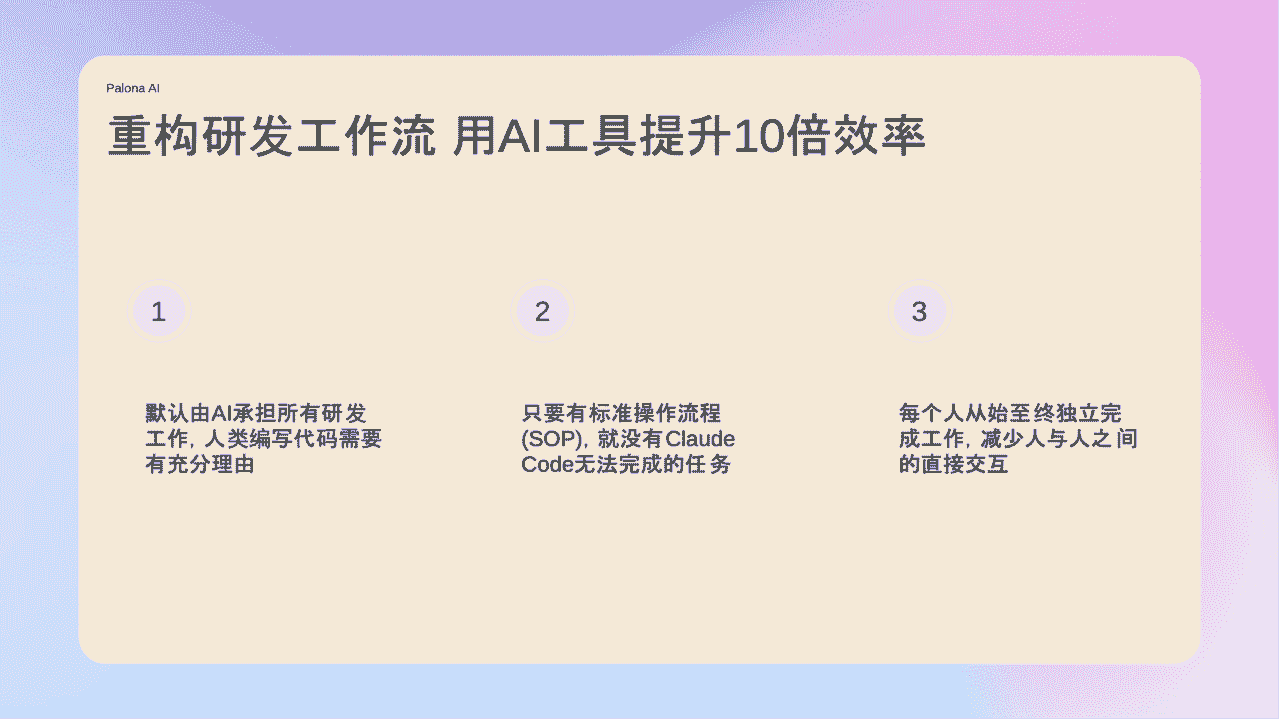 Palona AI
重构研发工作流 用AI工具提升10倍效率
1
默认由AI承担所有研发
工作, 人类编写代码需要
有充分理由
2
只要有标准操作流程
(SOP), 就没有Claude
Code无法完成的任务
3
每个人从始至终独立完
成工作, 减少人与人之间
的直接交互